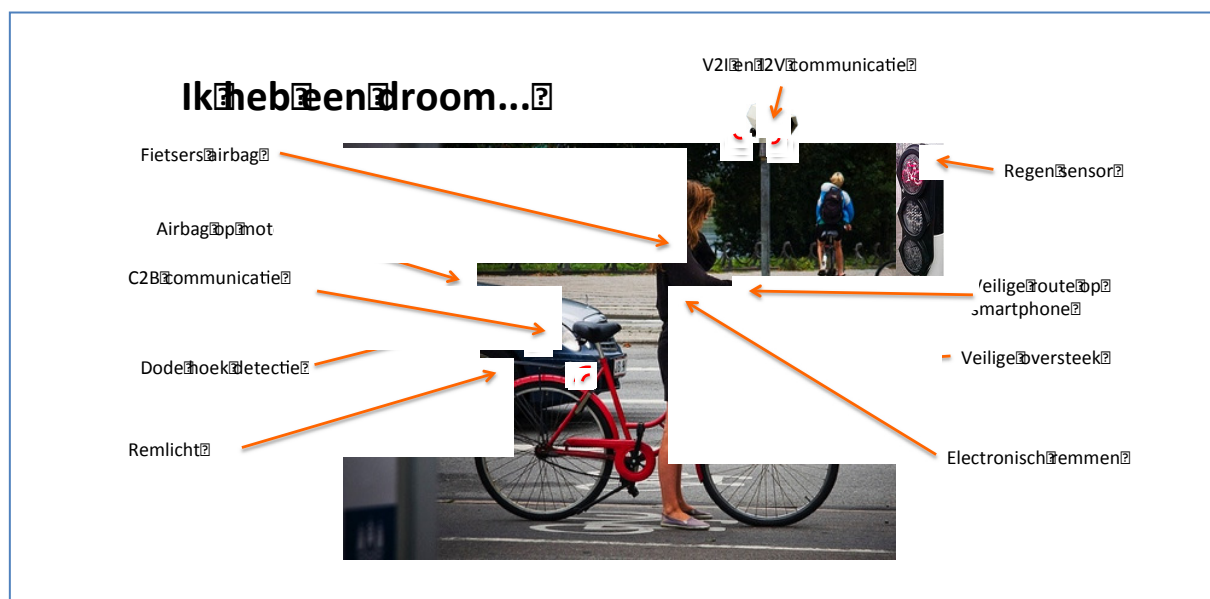 Ik heb een droom...
V2I en I2V communicatie
Fietsers airbag
Regen sensor
Airbag op mot
C2B communicatie
Veilige route op
smartphone
Dode hoek detectie
Veilige oversteek
Remlicht
Electronisch remmen